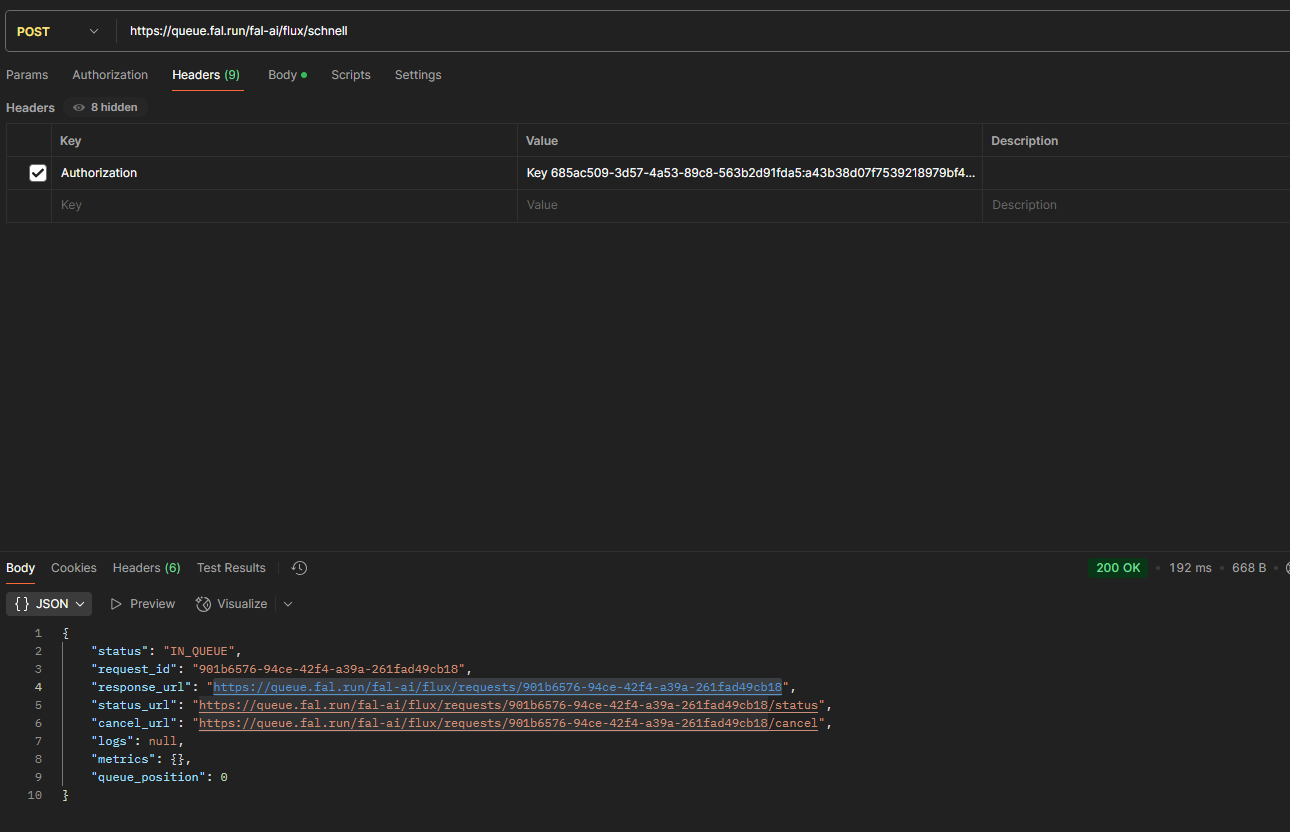 POST https://queue.fal.run/fal-ai/flux/schnell
Params Authorization Headers (9) Body Scripts Settings
Headers 8 hidden
Key Value Description
Authorization Key 685ac509-3d57-4a53-89c8-563b2d91fda5:a43b38d07f7539218979bf4...
Key Value Description
Body Cookies Headers (6) Test Results 200 OK 192 ms 668 B
{} JSON Preview Visualize
1 {
2 "status": "IN_QUEUE",
3 "request_id": "901b6576-94ce-42f4-a39a-261fad49cb18",
4 "response_url": "https://queue.fal.run/fal-ai/flux/requests/901b6576-94ce-42f4-a39a-261fad49cb18",
5 "status_url": "https://queue.fal.run/fal-ai/flux/requests/901b6576-94ce-42f4-a39a-261fad49cb18/status",
6 "cancel_url": "https://queue.fal.run/fal-ai/flux/requests/901b6576-94ce-42f4-a39a-261fad49cb18/cancel",
7 "logs": null,
8 "metrics": {},
9 "queue_position": 0
10 }